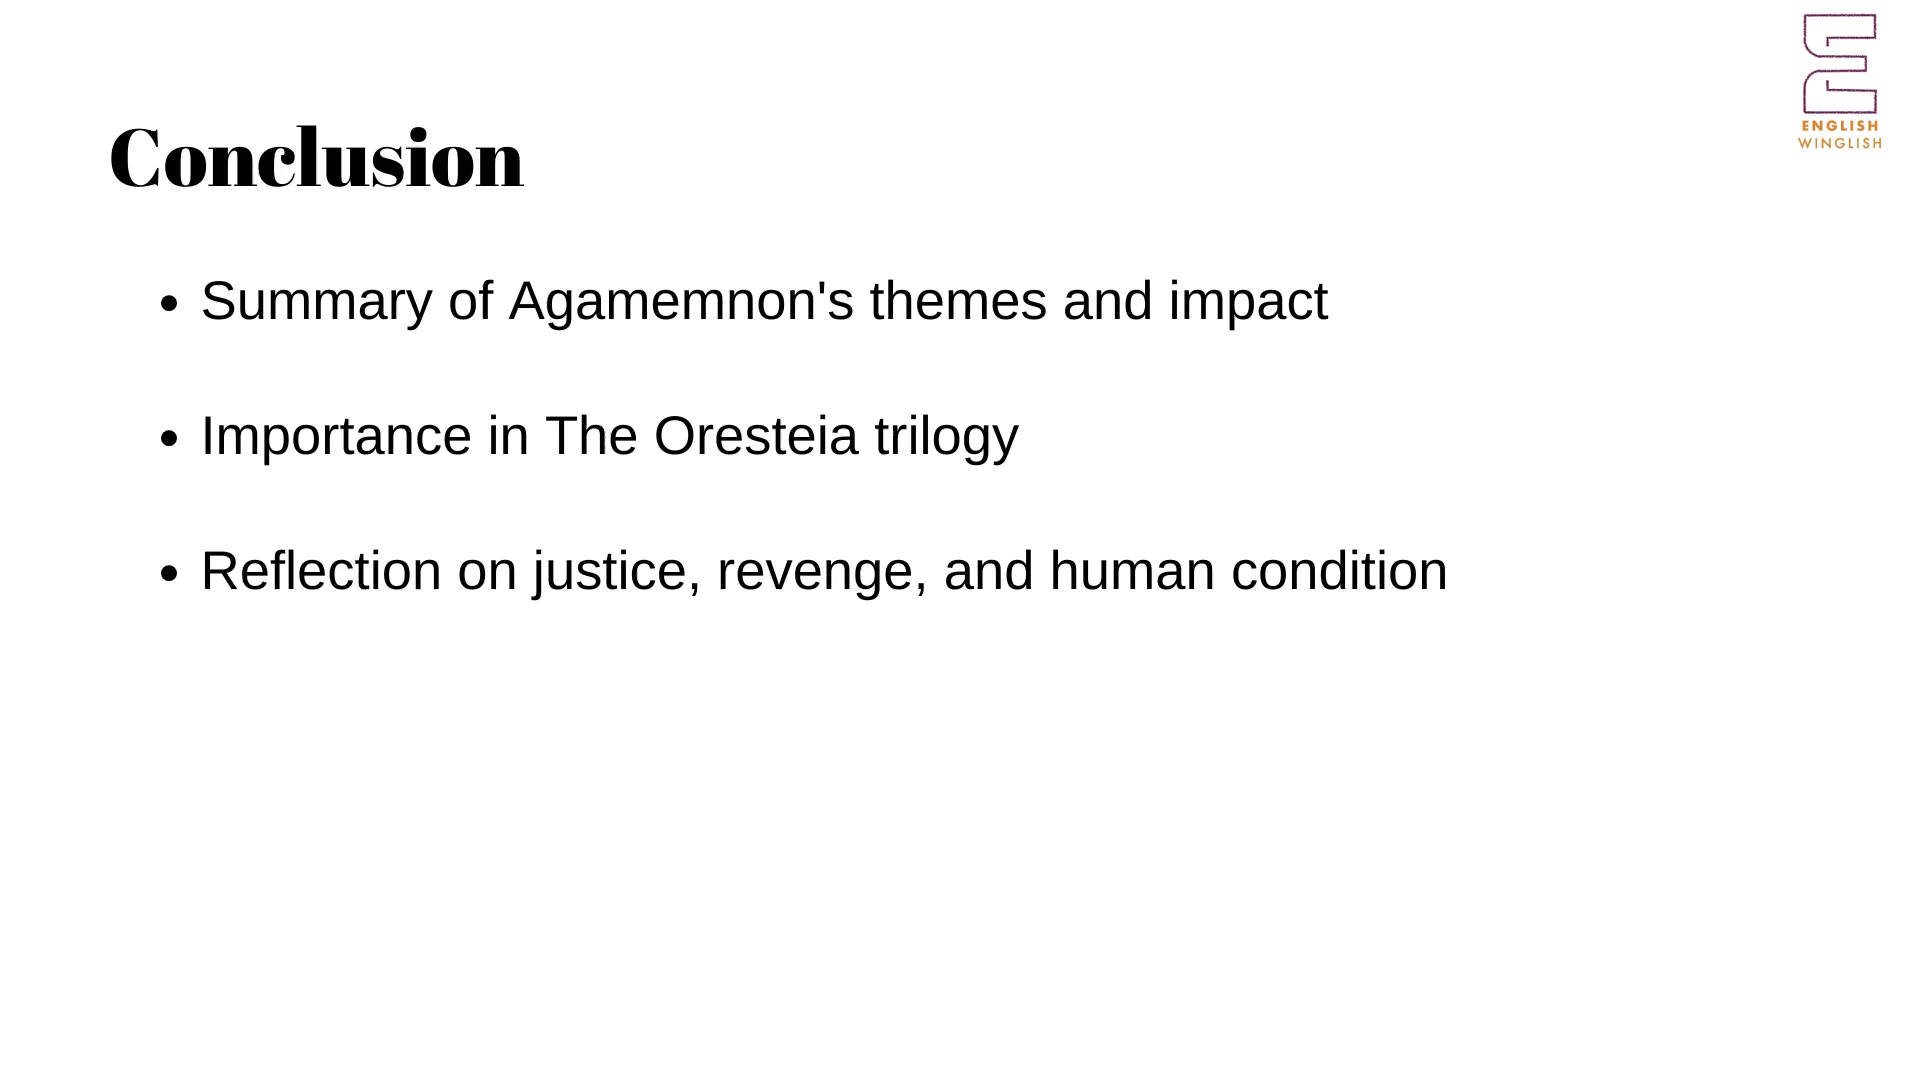 ENGLISH
WINGLISH
Conclusion
• Summary of Agamemnon's themes and impact
• Importance in The Oresteia trilogy
• Reflection on justice, revenge, and human condition